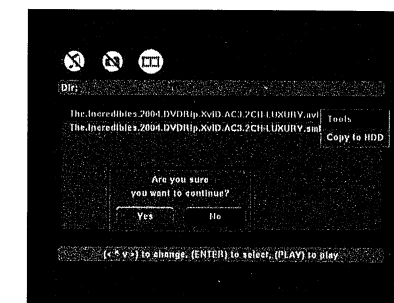 Dir:
The.Incredibles.2004.DVDRip.XviD.AC3.2CH-LUXURY.avi
The.Incredibles.2004.DVDRip.XviD.AC3.2CH-LUXURY.smi
Tools
Copy to HDD
Are you sure
you want to continue?
Yes No
(< ^ v >) to change, (ENTER) to select, (PLAY) to play